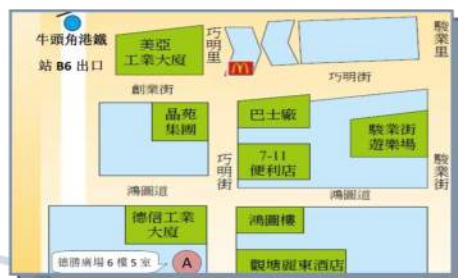 牛頭角港鐵
站 B6 出口
美亞
工業大廈
巧明里
駿業里
巧明街
創業街
晶苑
集團
巴士廠
駿業街
遊樂場
7-11
便利店
巧明街
駿業街
鴻圖道
鴻圖道
德信工業
大廈
鴻圖樓
德勝廣場 6 樓 5 室
A
觀塘麗東酒店